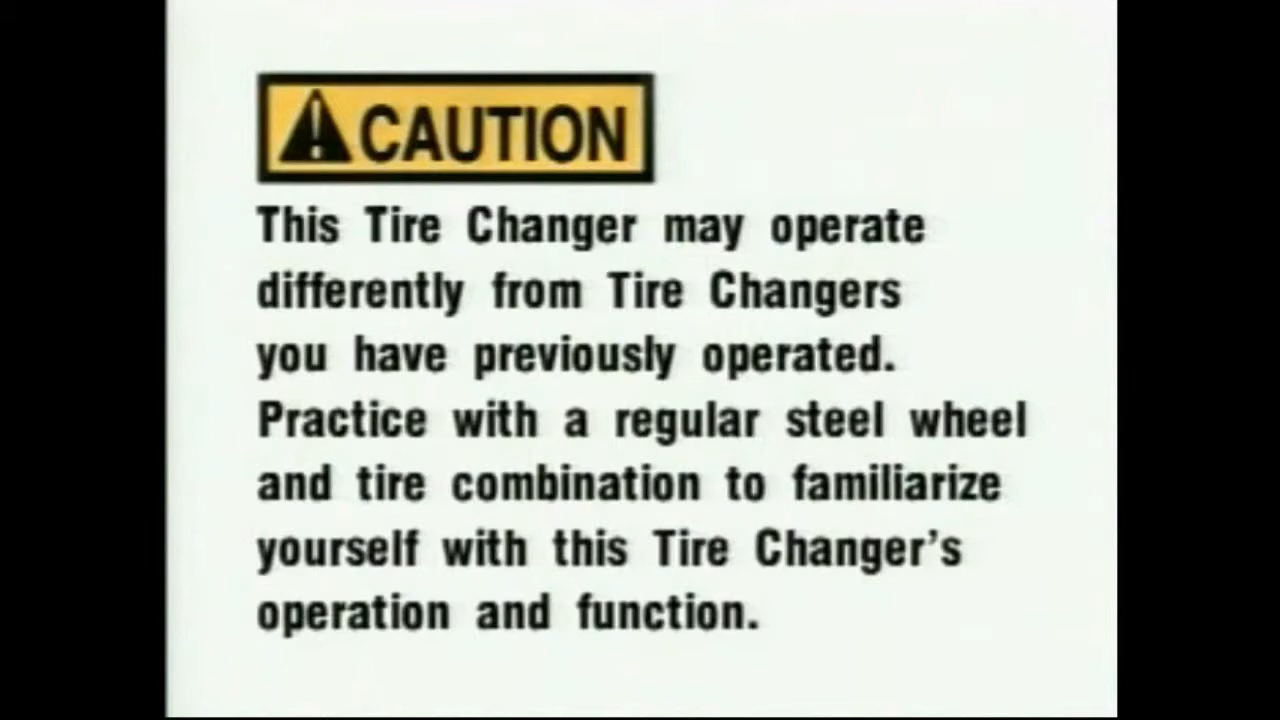 CAUTION
This Tire Changer may operate
differently from Tire Changers
you have previously operated.
Practice with a regular steel wheel
and tire combination to familiarize
yourself with this Tire Changer's
operation and function.